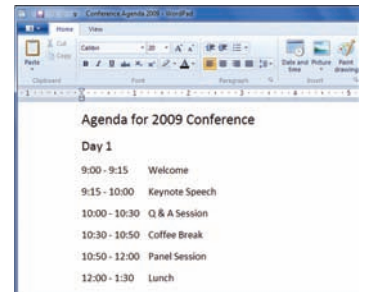 Conference Agenda 2009 - WordPad
Home View
Paste
Cut
Copy
Calibri 20
Clipboard Font Paragraph Insert
Date and time Picture Paint drawing
Agenda for 2009 Conference
Day 1
9:00 - 9:15 Welcome
9:15 - 10:00 Keynote Speech
10:00 - 10:30 Q & A Session
10:30 - 10:50 Coffee Break
10:50 - 12:00 Panel Session
12:00 - 1:30 Lunch